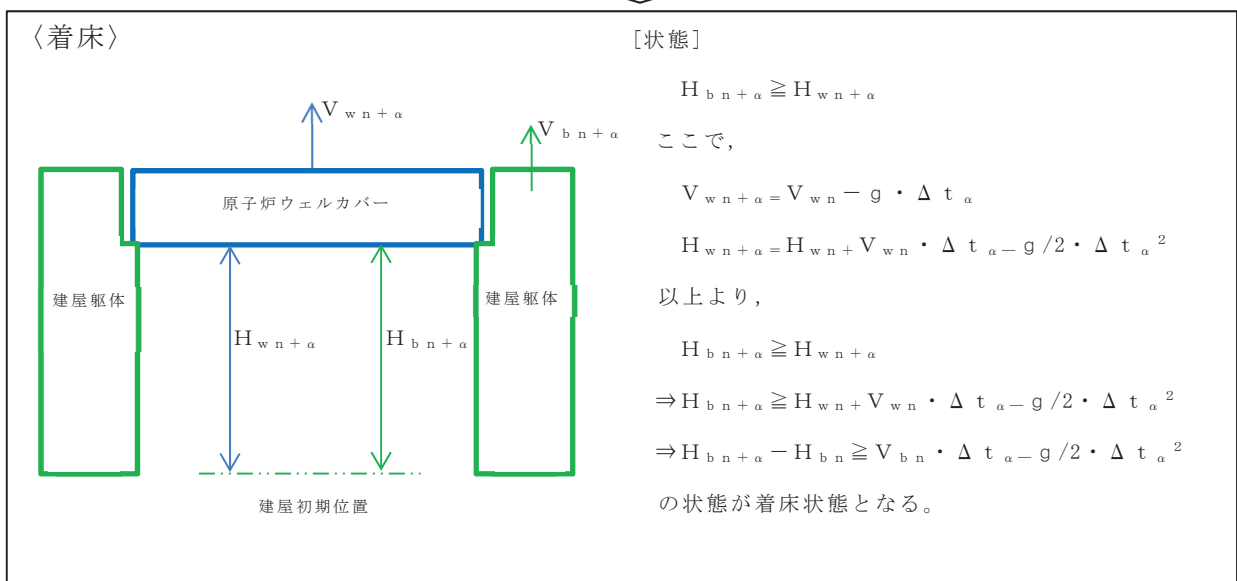 〈着床〉
[状態]
H b n + α ≧ H w n + α
ここで,
V w n + α = V w n - g ・ Δ t α
H w n + α = H w n + V w n ・ Δ t α - g /2 ・ Δ t α 2
以上より,
H b n + α ≧ H w n + α
⇒ H b n + α ≧ H w n + V w n ・ Δ t α - g /2 ・ Δ t α 2
⇒ H b n + α - H b n ≧ V b n ・ Δ t α - g /2 ・ Δ t α 2
の状態が着床状態となる。
V w n + α
V b n + α
原子炉ウェルカバー
建屋躯体
建屋躯体
H w n + α
H b n + α
建屋初期位置